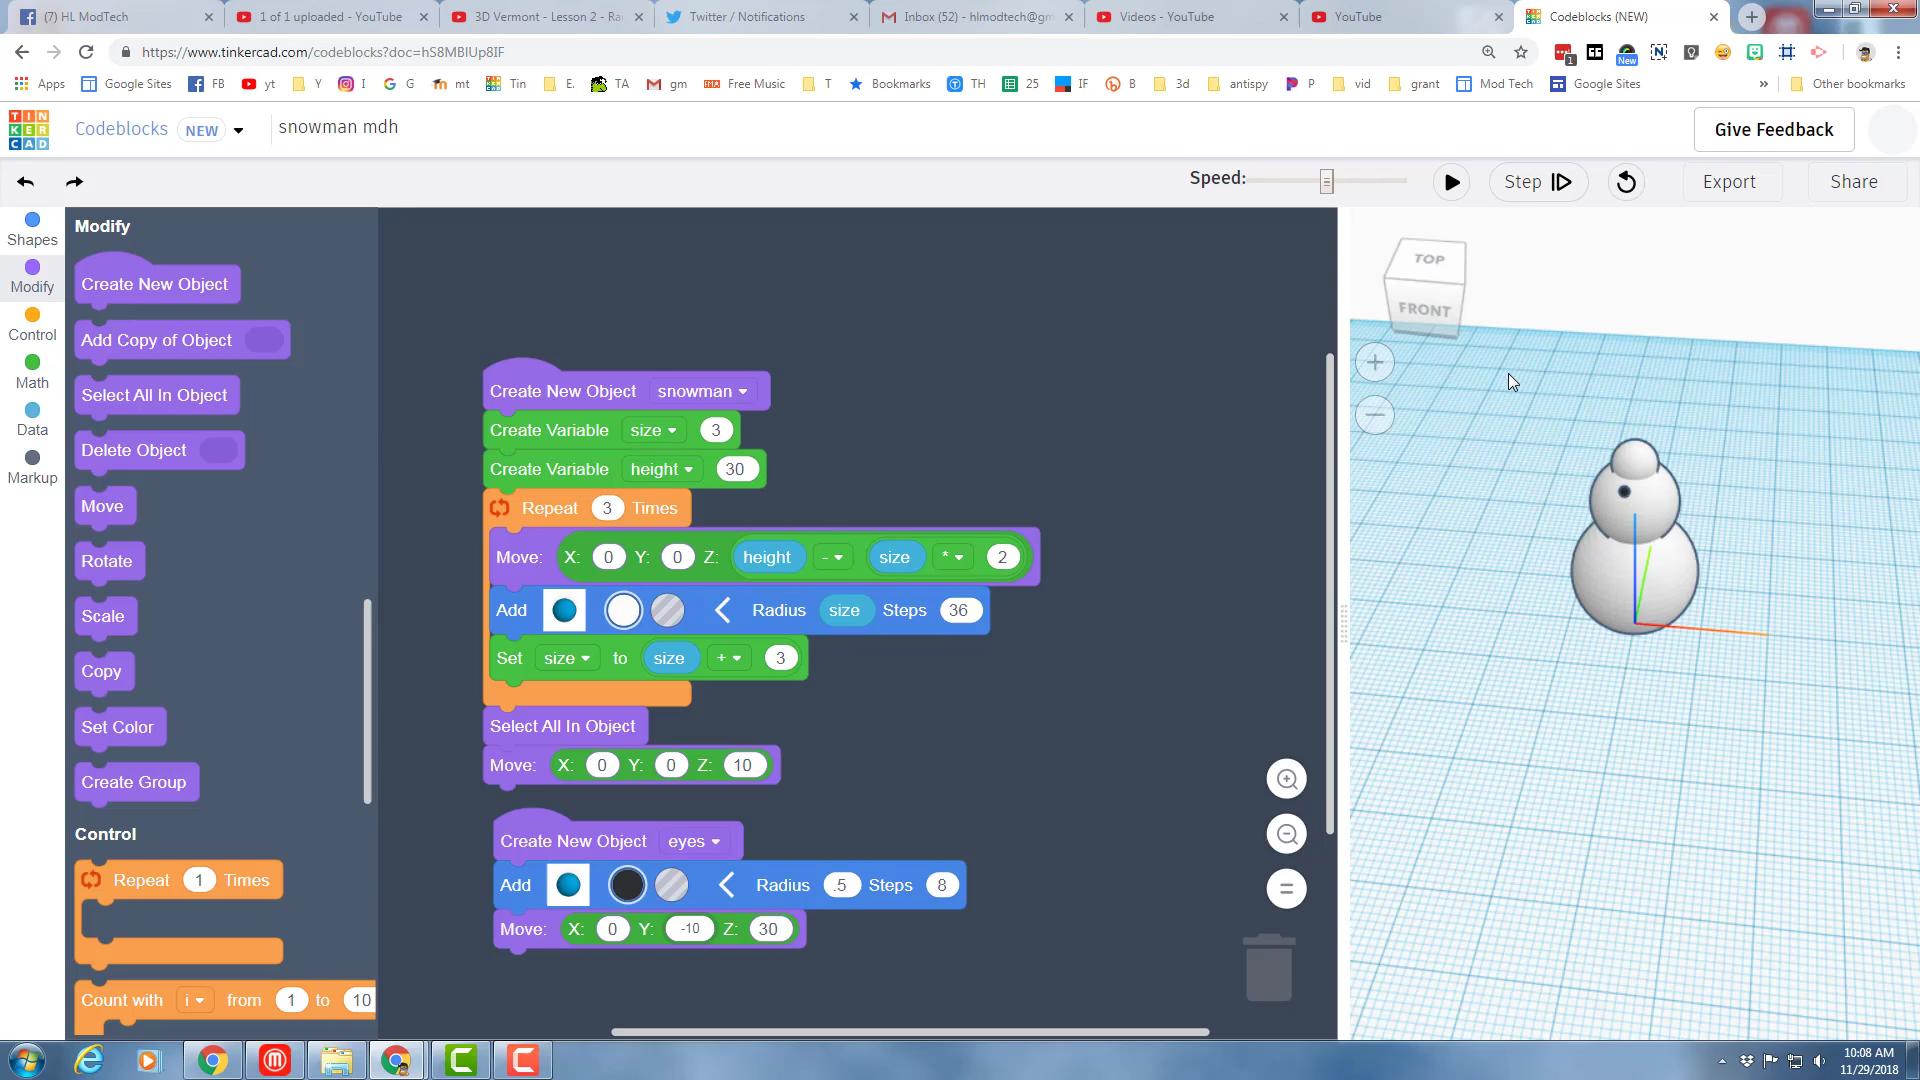 (7) HL ModTech
1 of 1 uploaded - YouTube
3D Vermont - Lesson 2 - Ra
Twitter / Notifications
Inbox (52) - hlmodtech@gm
Videos - YouTube
YouTube
Codeblocks (NEW)
https://www.tinkercad.com/codeblocks?doc=hS8MBlUp8IF
1
New
Apps Google Sites FB yt Y I G mt Tin E. TA gm Free Music T Bookmarks TH 25 IF B 3d antispy P vid grant Mod Tech Google Sites » Other bookmarks
TIN
KER
CAD
Codeblocks NEW snowman mdh Give Feedback
Speed: Step Export Share
Shapes
Modify
Control
Math
Data
Markup
Modify
Create New Object
Add Copy of Object
Select All In Object
Delete Object
Move
Rotate
Scale
Copy
Set Color
Create Group
Control
Repeat 1 Times
Count with i from 1 to 10
Create New Object snowman
Create Variable size 3
Create Variable height 30
Repeat 3 Times
Move: X: 0 Y: 0 Z: height - size * 2
Add Radius size Steps 36
Set size to size + 3
Select All In Object
Move: X: 0 Y: 0 Z: 10
Create New Object eyes
Add Radius .5 Steps 8
Move: X: 0 Y: -10 Z: 30
TOP
FRONT
10:08 AM
11/29/2018